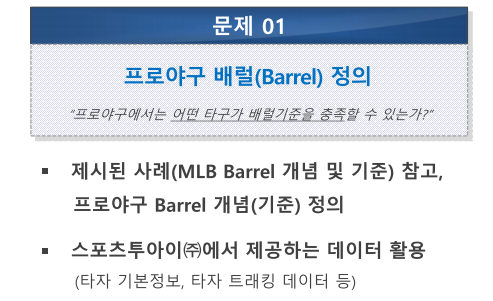 문제 01
프로야구 배럴(Barrel) 정의
“프로야구에서는 어떤 타구가 배럴기준을 충족할 수 있는가?”
▪ 제시된 사례(MLB Barrel 개념 및 기준) 참고,
프로야구 Barrel 개념(기준) 정의
▪ 스포츠투아이㈜에서 제공하는 데이터 활용
(타자 기본정보, 타자 트래킹 데이터 등)